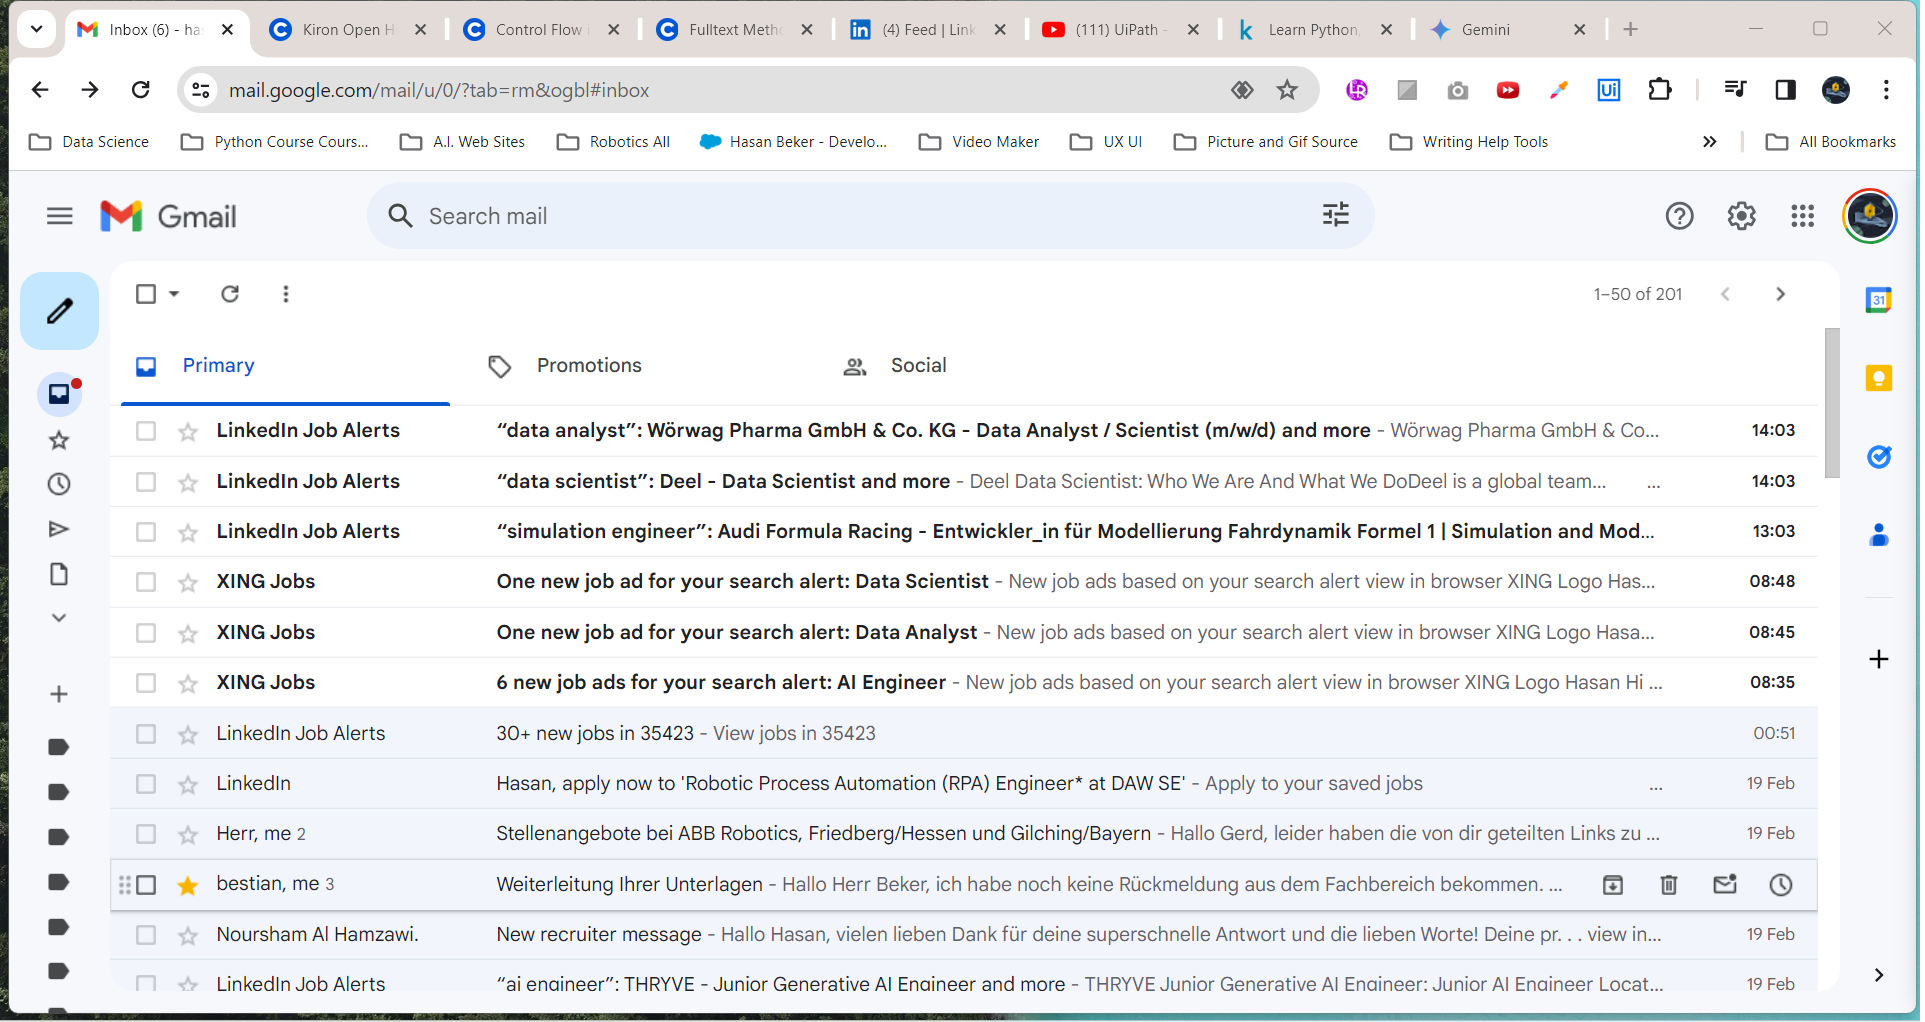 Inbox (6) - ha
Kiron Open H
Control Flow i
Fulltext Metho
(4) Feed | Link
(111) UiPath -
Learn Python,
Gemini
mail.google.com/mail/u/0/?tab=rm&ogbl#inbox
Data Science
Python Course Cours...
A.I. Web Sites
Robotics All
Hasan Beker - Develo...
Video Maker
UX UI
Picture and Gif Source
Writing Help Tools
All Bookmarks
Gmail
Search mail
1–50 of 201
31
Primary
Promotions
Social
LinkedIn Job Alerts “data analyst”: Wörwag Pharma GmbH & Co. KG - Data Analyst / Scientist (m/w/d) and more - Wörwag Pharma GmbH & Co... 14:03
LinkedIn Job Alerts “data scientist”: Deel - Data Scientist and more - Deel Data Scientist: Who We Are And What We DoDeel is a global team... ... 14:03
LinkedIn Job Alerts “simulation engineer”: Audi Formula Racing - Entwickler_in für Modellierung Fahrdynamik Formel 1 | Simulation and Mod... 13:03
XING Jobs One new job ad for your search alert: Data Scientist - New job ads based on your search alert view in browser XING Logo Has... 08:48
XING Jobs One new job ad for your search alert: Data Analyst - New job ads based on your search alert view in browser XING Logo Hasa... 08:45
XING Jobs 6 new job ads for your search alert: AI Engineer - New job ads based on your search alert view in browser XING Logo Hasan Hi ... 08:35
LinkedIn Job Alerts 30+ new jobs in 35423 - View jobs in 35423 00:51
LinkedIn Hasan, apply now to 'Robotic Process Automation (RPA) Engineer* at DAW SE' - Apply to your saved jobs ... 19 Feb
Herr, me 2 Stellenangebote bei ABB Robotics, Friedberg/Hessen und Gilching/Bayern - Hallo Gerd, leider haben die von dir geteilten Links zu ... 19 Feb
bestian, me 3 Weiterleitung Ihrer Unterlagen - Hallo Herr Beker, ich habe noch keine Rückmeldung aus dem Fachbereich bekommen. ...
Noursham Al Hamzawi. New recruiter message - Hallo Hasan, vielen lieben Dank für deine superschnelle Antwort und die lieben Worte! Deine pr. . . view in... 19 Feb
LinkedIn Job Alerts “ai engineer”: THRYVE - Junior Generative AI Engineer and more - THRYVE Junior Generative AI Engineer: Junior AI Engineer Locat... 19 Feb